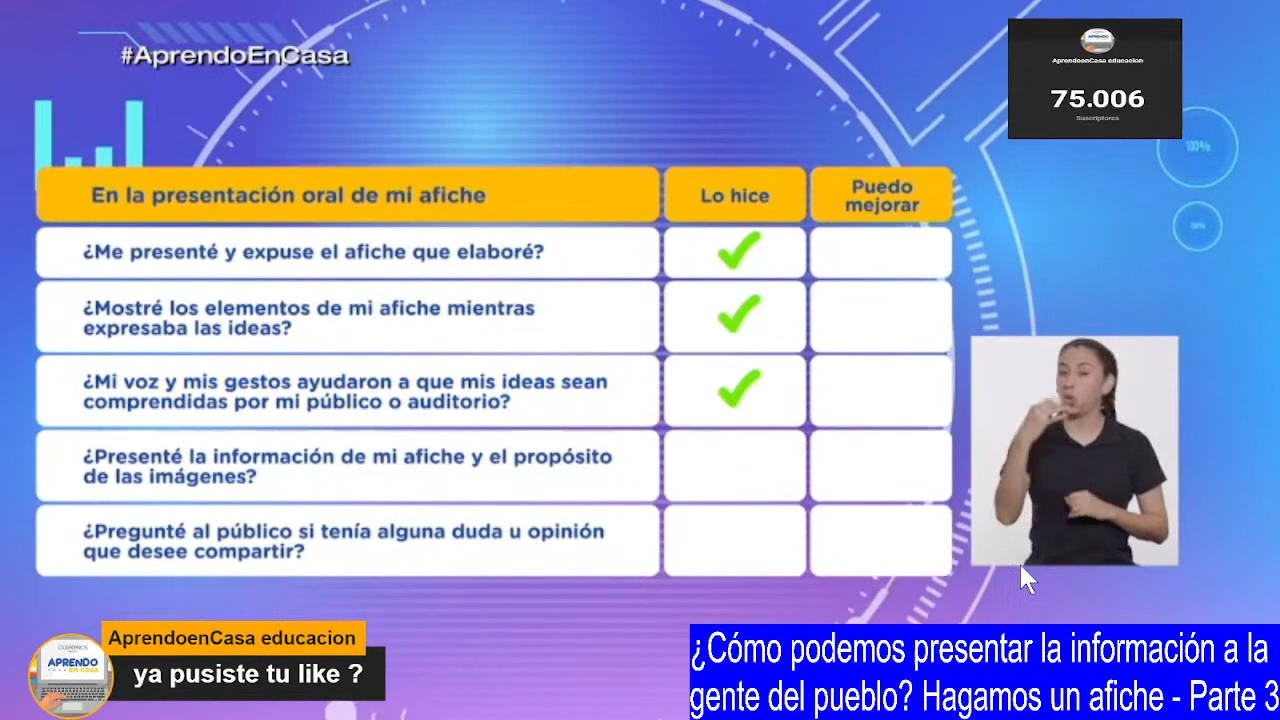 #AprendoEnCasa
AprendoenCasa educacion
75.006
Suscriptores
100%
En la presentación oral de mi afiche
Lo hice
Puedo
mejorar
¿Me presenté y expuse el afiche que elaboré?
¿Mostré los elementos de mi afiche mientras
expresaba las ideas?
¿Mi voz y mis gestos ayudaron a que mis ideas sean
comprendidas por mi público o auditorio?
¿Presenté la información de mi afiche y el propósito
de las imágenes?
¿Pregunté al público si tenía alguna duda u opinión
que desee compartir?
AprendoenCasa educacion
ya pusiste tu like ?
APRENDO
en casa
¿Cómo podemos presentar la información a la
gente del pueblo? Hagamos un afiche - Parte 3